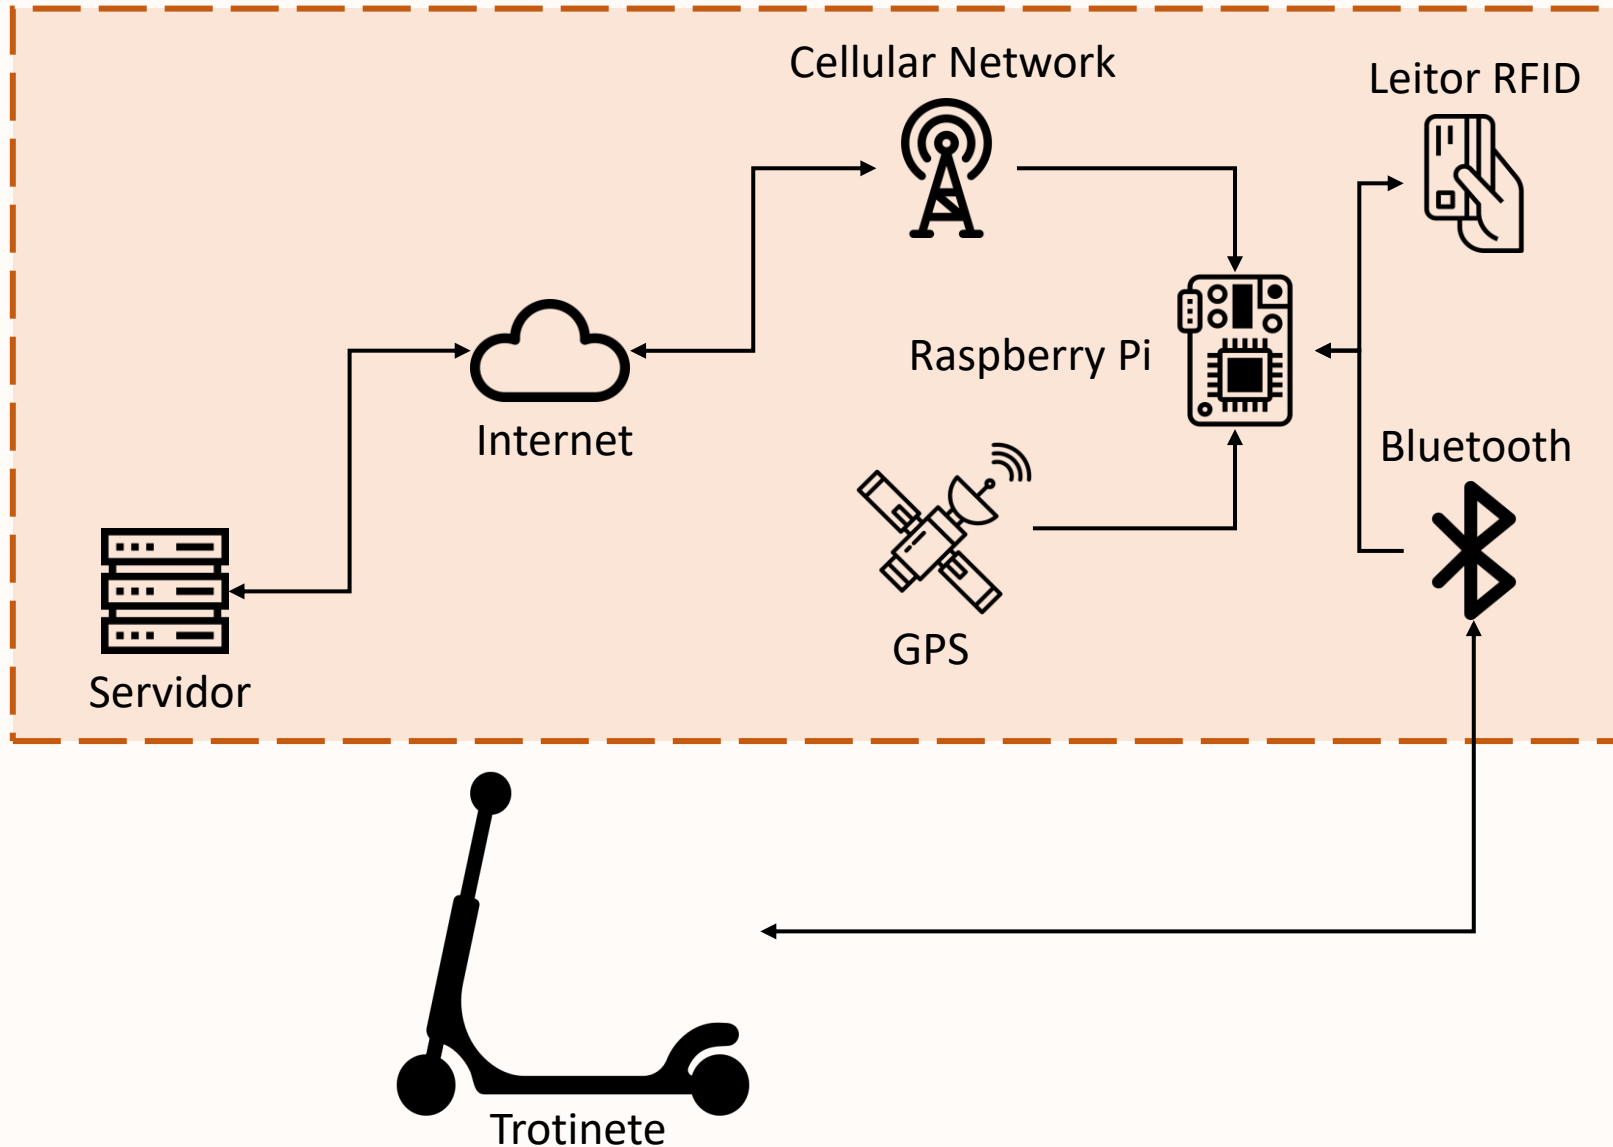 Cellular Network
Leitor RFID
Raspberry Pi
Internet
Bluetooth
GPS
Servidor
Trotinete